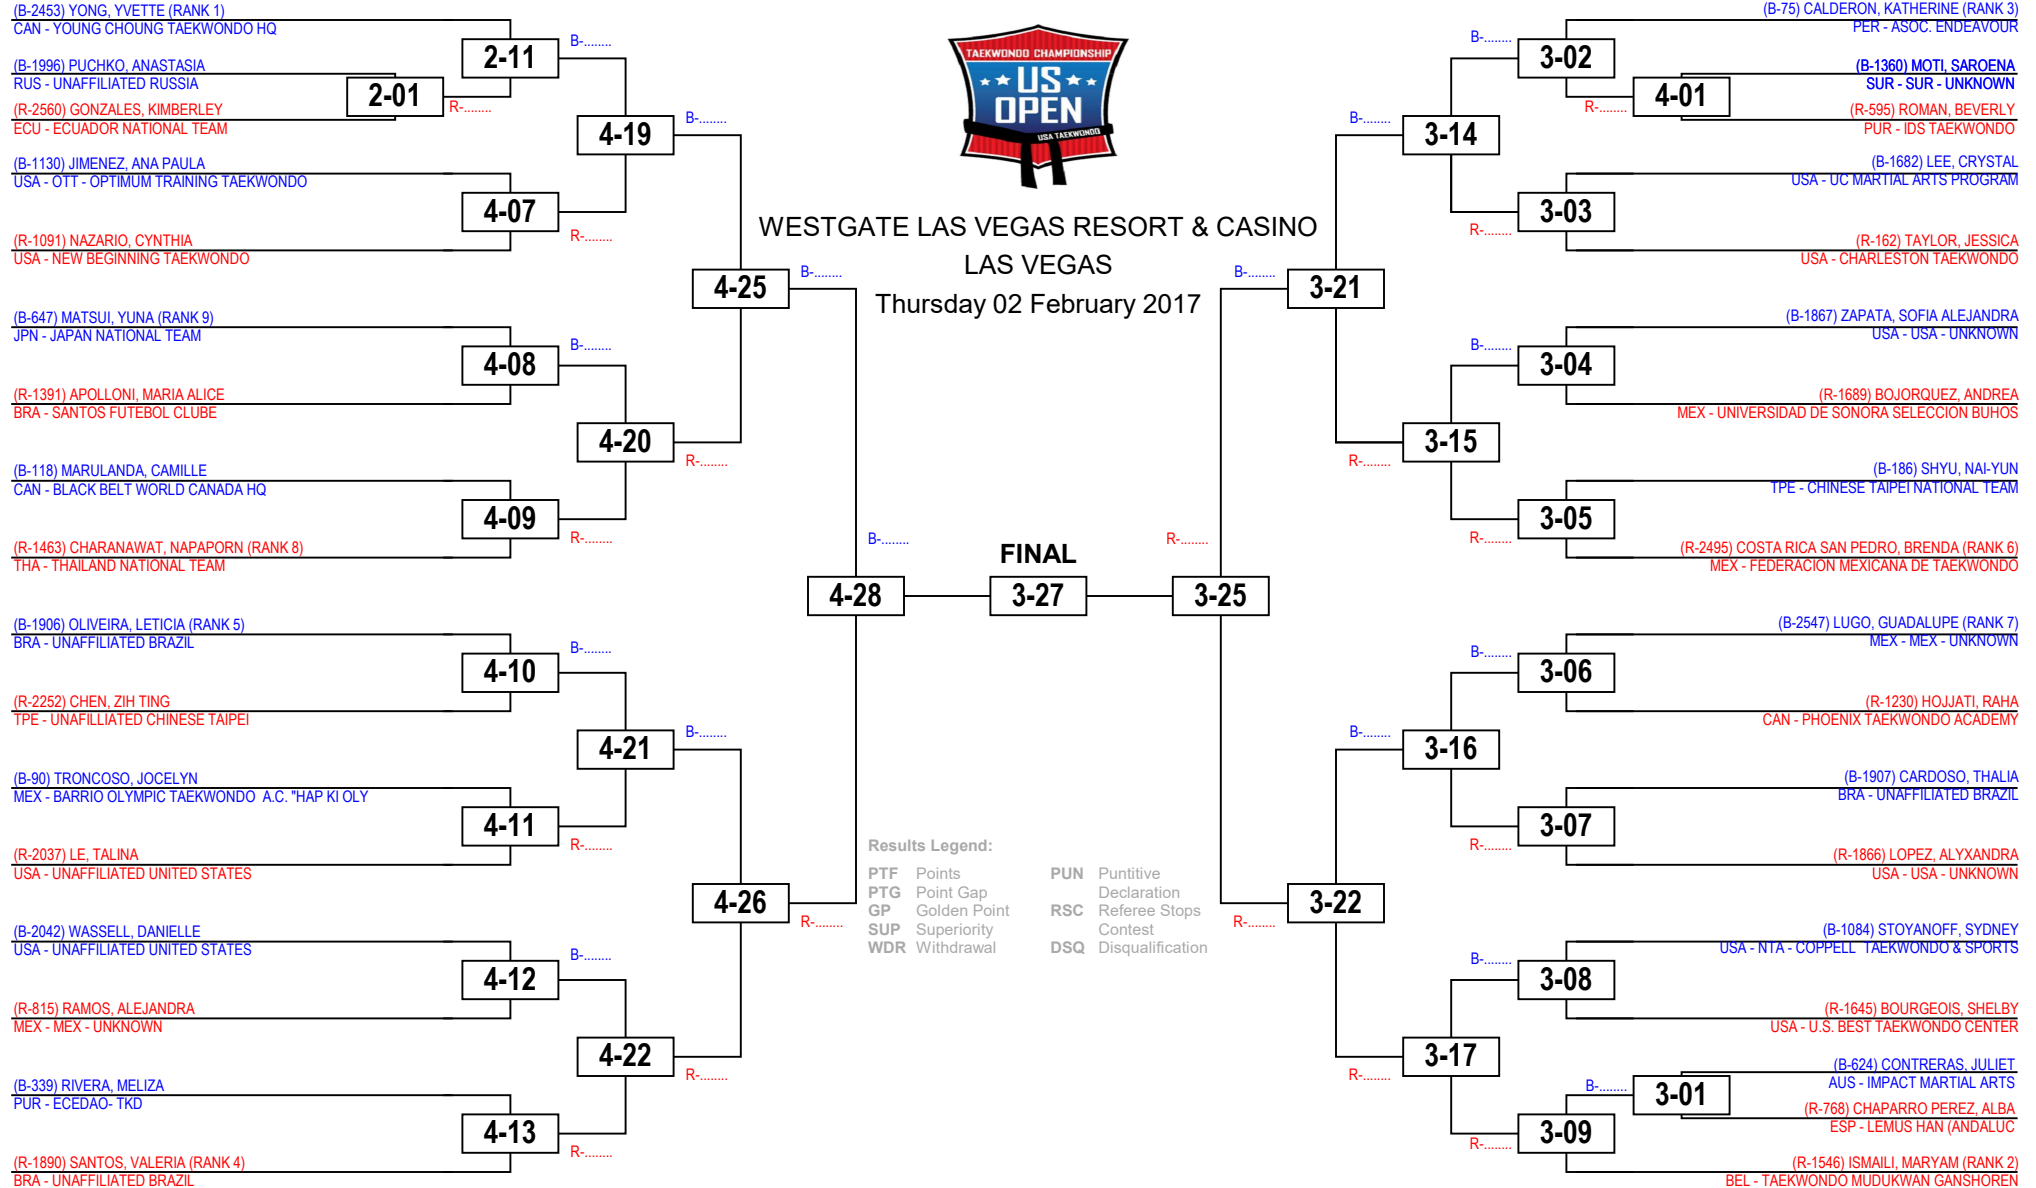 (B-2453) YONG, YVETTE (RANK 1)
CAN - YOUNG CHOUNG TAEKWONDO HQ
2-11
B-........
(B-1996) PUCHKO, ANASTASIA
RUS - UNAFFILIATED RUSSIA
2-01
R-........
(R-2560) GONZALES, KIMBERLEY
ECU - ECUADOR NATIONAL TEAM
4-19
B-........
(B-1130) JIMENEZ, ANA PAULA
USA - OTT - OPTIMUM TRAINING TAEKWONDO
4-07
R-........
(R-1091) NAZARIO, CYNTHIA
USA - NEW BEGINNING TAEKWONDO
4-25
B-........
(B-647) MATSUI, YUNA (RANK 9)
JPN - JAPAN NATIONAL TEAM
4-08
B-........
(R-1391) APOLLONI, MARIA ALICE
BRA - SANTOS FUTEBOL CLUBE
4-20
R-........
(B-118) MARULANDA, CAMILLE
CAN - BLACK BELT WORLD CANADA HQ
4-09
R-........
(R-1463) CHARANAWAT, NAPAPORN (RANK 8)
THA - THAILAND NATIONAL TEAM
B-........
4-28
(B-1906) OLIVEIRA, LETICIA (RANK 5)
BRA - UNAFFILIATED BRAZIL
4-10
B-........
(R-2252) CHEN, ZIH TING
TPE - UNAFILLIATED CHINESE TAIPEI
4-21
B-........
(B-90) TRONCOSO, JOCELYN
MEX - BARRIO OLYMPIC TAEKWONDO A.C. "HAP KI OLY
4-11
R-........
(R-2037) LE, TALINA
USA - UNAFFILIATED UNITED STATES
4-26
R-........
(B-2042) WASSELL, DANIELLE
USA - UNAFFILIATED UNITED STATES
4-12
B-........
(R-815) RAMOS, ALEJANDRA
MEX - MEX - UNKNOWN
4-22
R-........
(B-339) RIVERA, MELIZA
PUR - ECEDAO- TKD
4-13
R-........
(R-1890) SANTOS, VALERIA (RANK 4)
BRA - UNAFFILIATED BRAZIL
TAEKWONDO CHAMPIONSHIP
US
OPEN
USA TAEKWONDO
WESTGATE LAS VEGAS RESORT & CASINO
LAS VEGAS
Thursday 02 February 2017
FINAL
3-27
Results Legend:
PTF Points
PTG Point Gap
GP Golden Point
SUP Superiority
WDR Withdrawal
PUN Puntitive
Declaration
RSC Referee Stops
Contest
DSQ Disqualification
(B-75) CALDERON, KATHERINE (RANK 3)
PER - ASOC. ENDEAVOUR
B-........
3-02
(B-1360) MOTI, SAROENA
SUR - SUR - UNKNOWN
R-........
4-01
(R-595) ROMAN, BEVERLY
PUR - IDS TAEKWONDO
B-........
3-14
(B-1682) LEE, CRYSTAL
USA - UC MARTIAL ARTS PROGRAM
R-........
3-03
(R-162) TAYLOR, JESSICA
USA - CHARLESTON TAEKWONDO
B-........
3-21
(B-1867) ZAPATA, SOFIA ALEJANDRA
USA - USA - UNKNOWN
B-........
3-04
(R-1689) BOJORQUEZ, ANDREA
MEX - UNIVERSIDAD DE SONORA SELECCION BUHOS
R-........
3-15
(B-186) SHYU, NAI-YUN
TPE - CHINESE TAIPEI NATIONAL TEAM
R-........
3-05
(R-2495) COSTA RICA SAN PEDRO, BRENDA (RANK 6)
MEX - FEDERACION MEXICANA DE TAEKWONDO
R-........
3-25
(B-2547) LUGO, GUADALUPE (RANK 7)
MEX - MEX - UNKNOWN
B-........
3-06
(R-1230) HOJJATI, RAHA
CAN - PHOENIX TAEKWONDO ACADEMY
B-........
3-16
(B-1907) CARDOSO, THALIA
BRA - UNAFFILIATED BRAZIL
R-........
3-07
(R-1866) LOPEZ, ALYXANDRA
USA - USA - UNKNOWN
R-........
3-22
(B-1084) STOYANOFF, SYDNEY
USA - NTA - COPPELL TAEKWONDO & SPORTS
B-........
3-08
(R-1645) BOURGEOIS, SHELBY
USA - U.S. BEST TAEKWONDO CENTER
R-........
3-17
(B-624) CONTRERAS, JULIET
AUS - IMPACT MARTIAL ARTS
B-........
3-01
(R-768) CHAPARRO PEREZ, ALBA
ESP - LEMUS HAN (ANDALUC
R-........
3-09
(R-1546) ISMAILI, MARYAM (RANK 2)
BEL - TAEKWONDO MUDUKWAN GANSHOREN